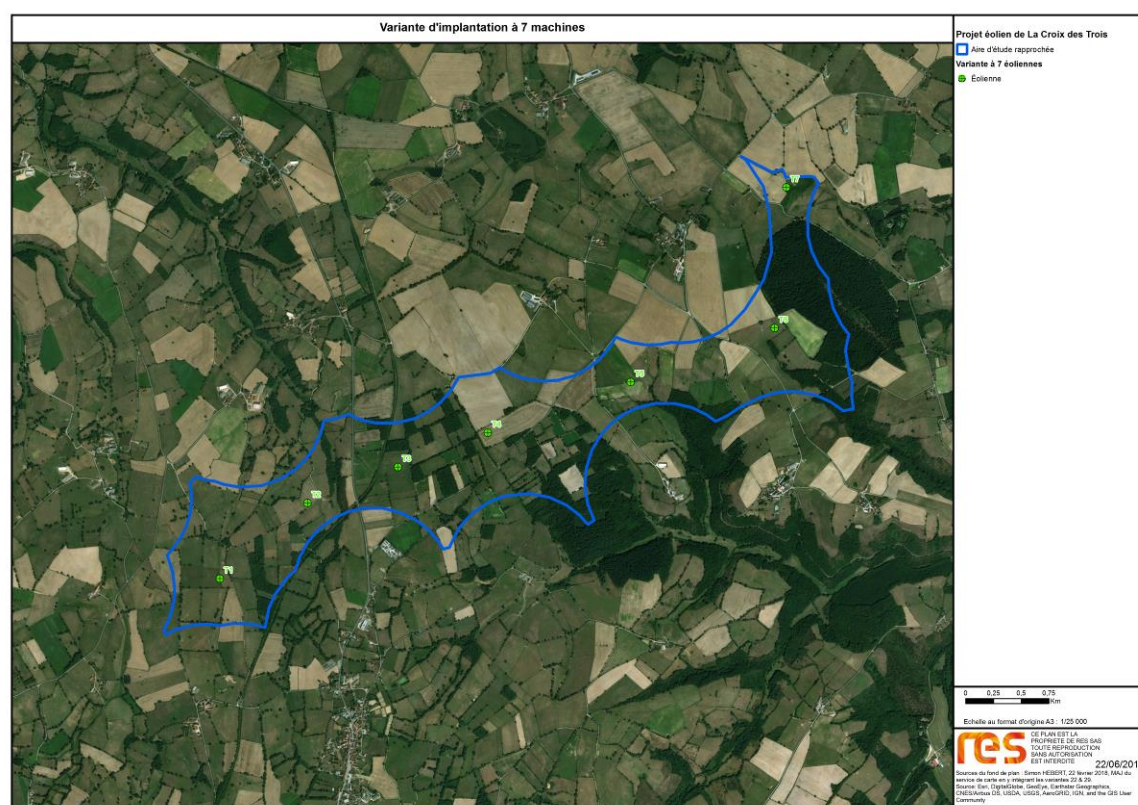 Variante d'implantation à 7 machines
Projet éolien de La Croix des Trois
Aire d'étude rapprochée
Variante à 7 éoliennes
Éolienne
T7
T6
T5
T4
T3
T2
T1
0 0,25 0,5 0,75
Km
Echelle au format d'origine A3 : 1/25 000
res
CE PLAN EST LA
PROPRIETE DE RES SAS
TOUTE REPRODUCTION
SANS AUTORISATION
EST INTERDITE
22/06/201
Sources du fond de plan : Simon HEBERT, 22 février 2018, MAJ du
service de carte en y intégrant les variantes 22 & 29.
Source: Esri, DigitalGlobe, GeoEye, Earthstar Geographics,
CNES/Airbus DS, USDA, USGS, AeroGRID, IGN, and the GIS User
Community